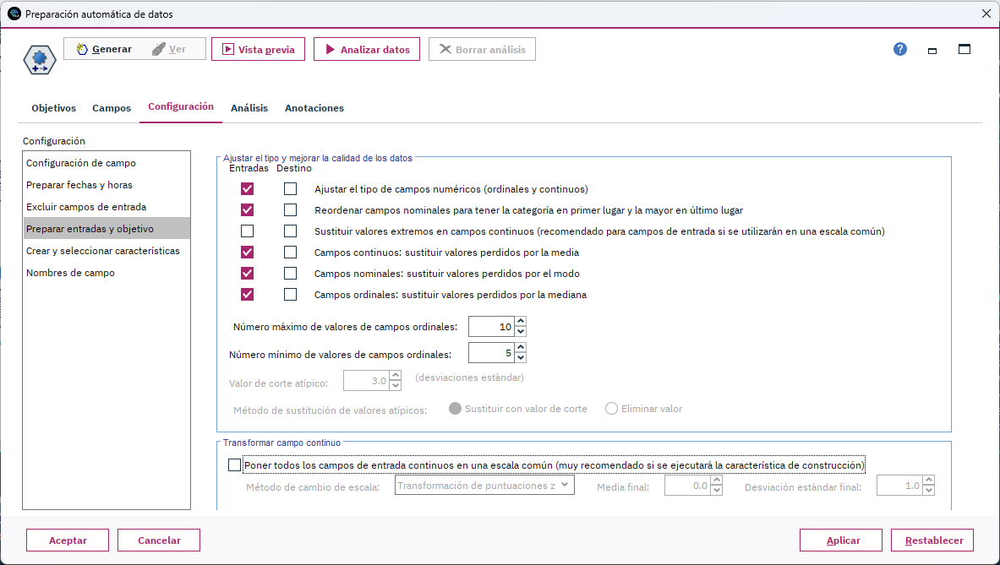 Preparación automática de datos
Generar
Ver
Vista previa
Analizar datos
Borrar análisis
?
Objetivos
Campos
Configuración
Análisis
Anotaciones
Configuración
Configuración de campo
Preparar fechas y horas
Excluir campos de entrada
Preparar entradas y objetivo
Crear y seleccionar características
Nombres de campo
Ajustar el tipo y mejorar la calidad de los datos
Entradas Destino
Ajustar el tipo de campos numéricos (ordinales y continuos)
Reordenar campos nominales para tener la categoría en primer lugar y la mayor en último lugar
Sustituir valores extremos en campos continuos (recomendado para campos de entrada si se utilizarán en una escala común)
Campos continuos: sustituir valores perdidos por la media
Campos nominales: sustituir valores perdidos por el modo
Campos ordinales: sustituir valores perdidos por la mediana
Número máximo de valores de campos ordinales: 10
Número mínimo de valores de campos ordinales: 5
Valor de corte atípico: 3.0 (desviaciones estándar)
Método de sustitución de valores atípicos: Sustituir con valor de corte Eliminar valor
Transformar campo continuo
Poner todos los campos de entrada continuos en una escala común (muy recomendado si se ejecutará la característica de construcción)
Método de cambio de escala: Transformación de puntuaciones z Media final: 0.0 Desviación estándar final: 1.0
Aceptar
Cancelar
Aplicar
Restablecer